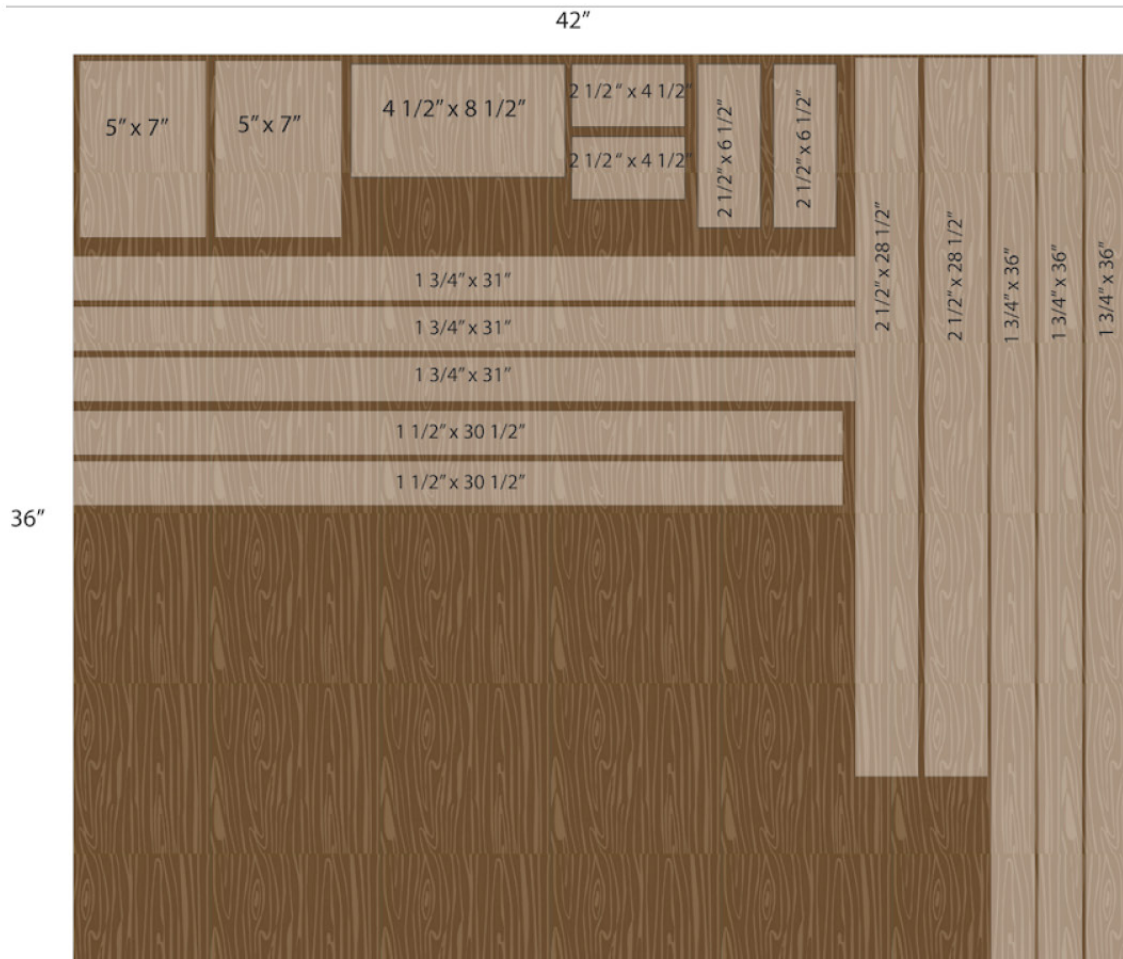 42”
5” x 7”
5” x 7”
4 1/2” x 8 1/2”
2 1/2” x 4 1/2”
2 1/2” x 4 1/2”
2 1/2” x 6 1/2”
2 1/2” x 6 1/2”
2 1/2” x 28 1/2”
2 1/2” x 28 1/2”
1 3/4” x 36”
1 3/4” x 36”
1 3/4” x 36”
1 3/4” x 31”
1 3/4” x 31”
1 3/4” x 31”
1 1/2” x 30 1/2”
1 1/2” x 30 1/2”
36”